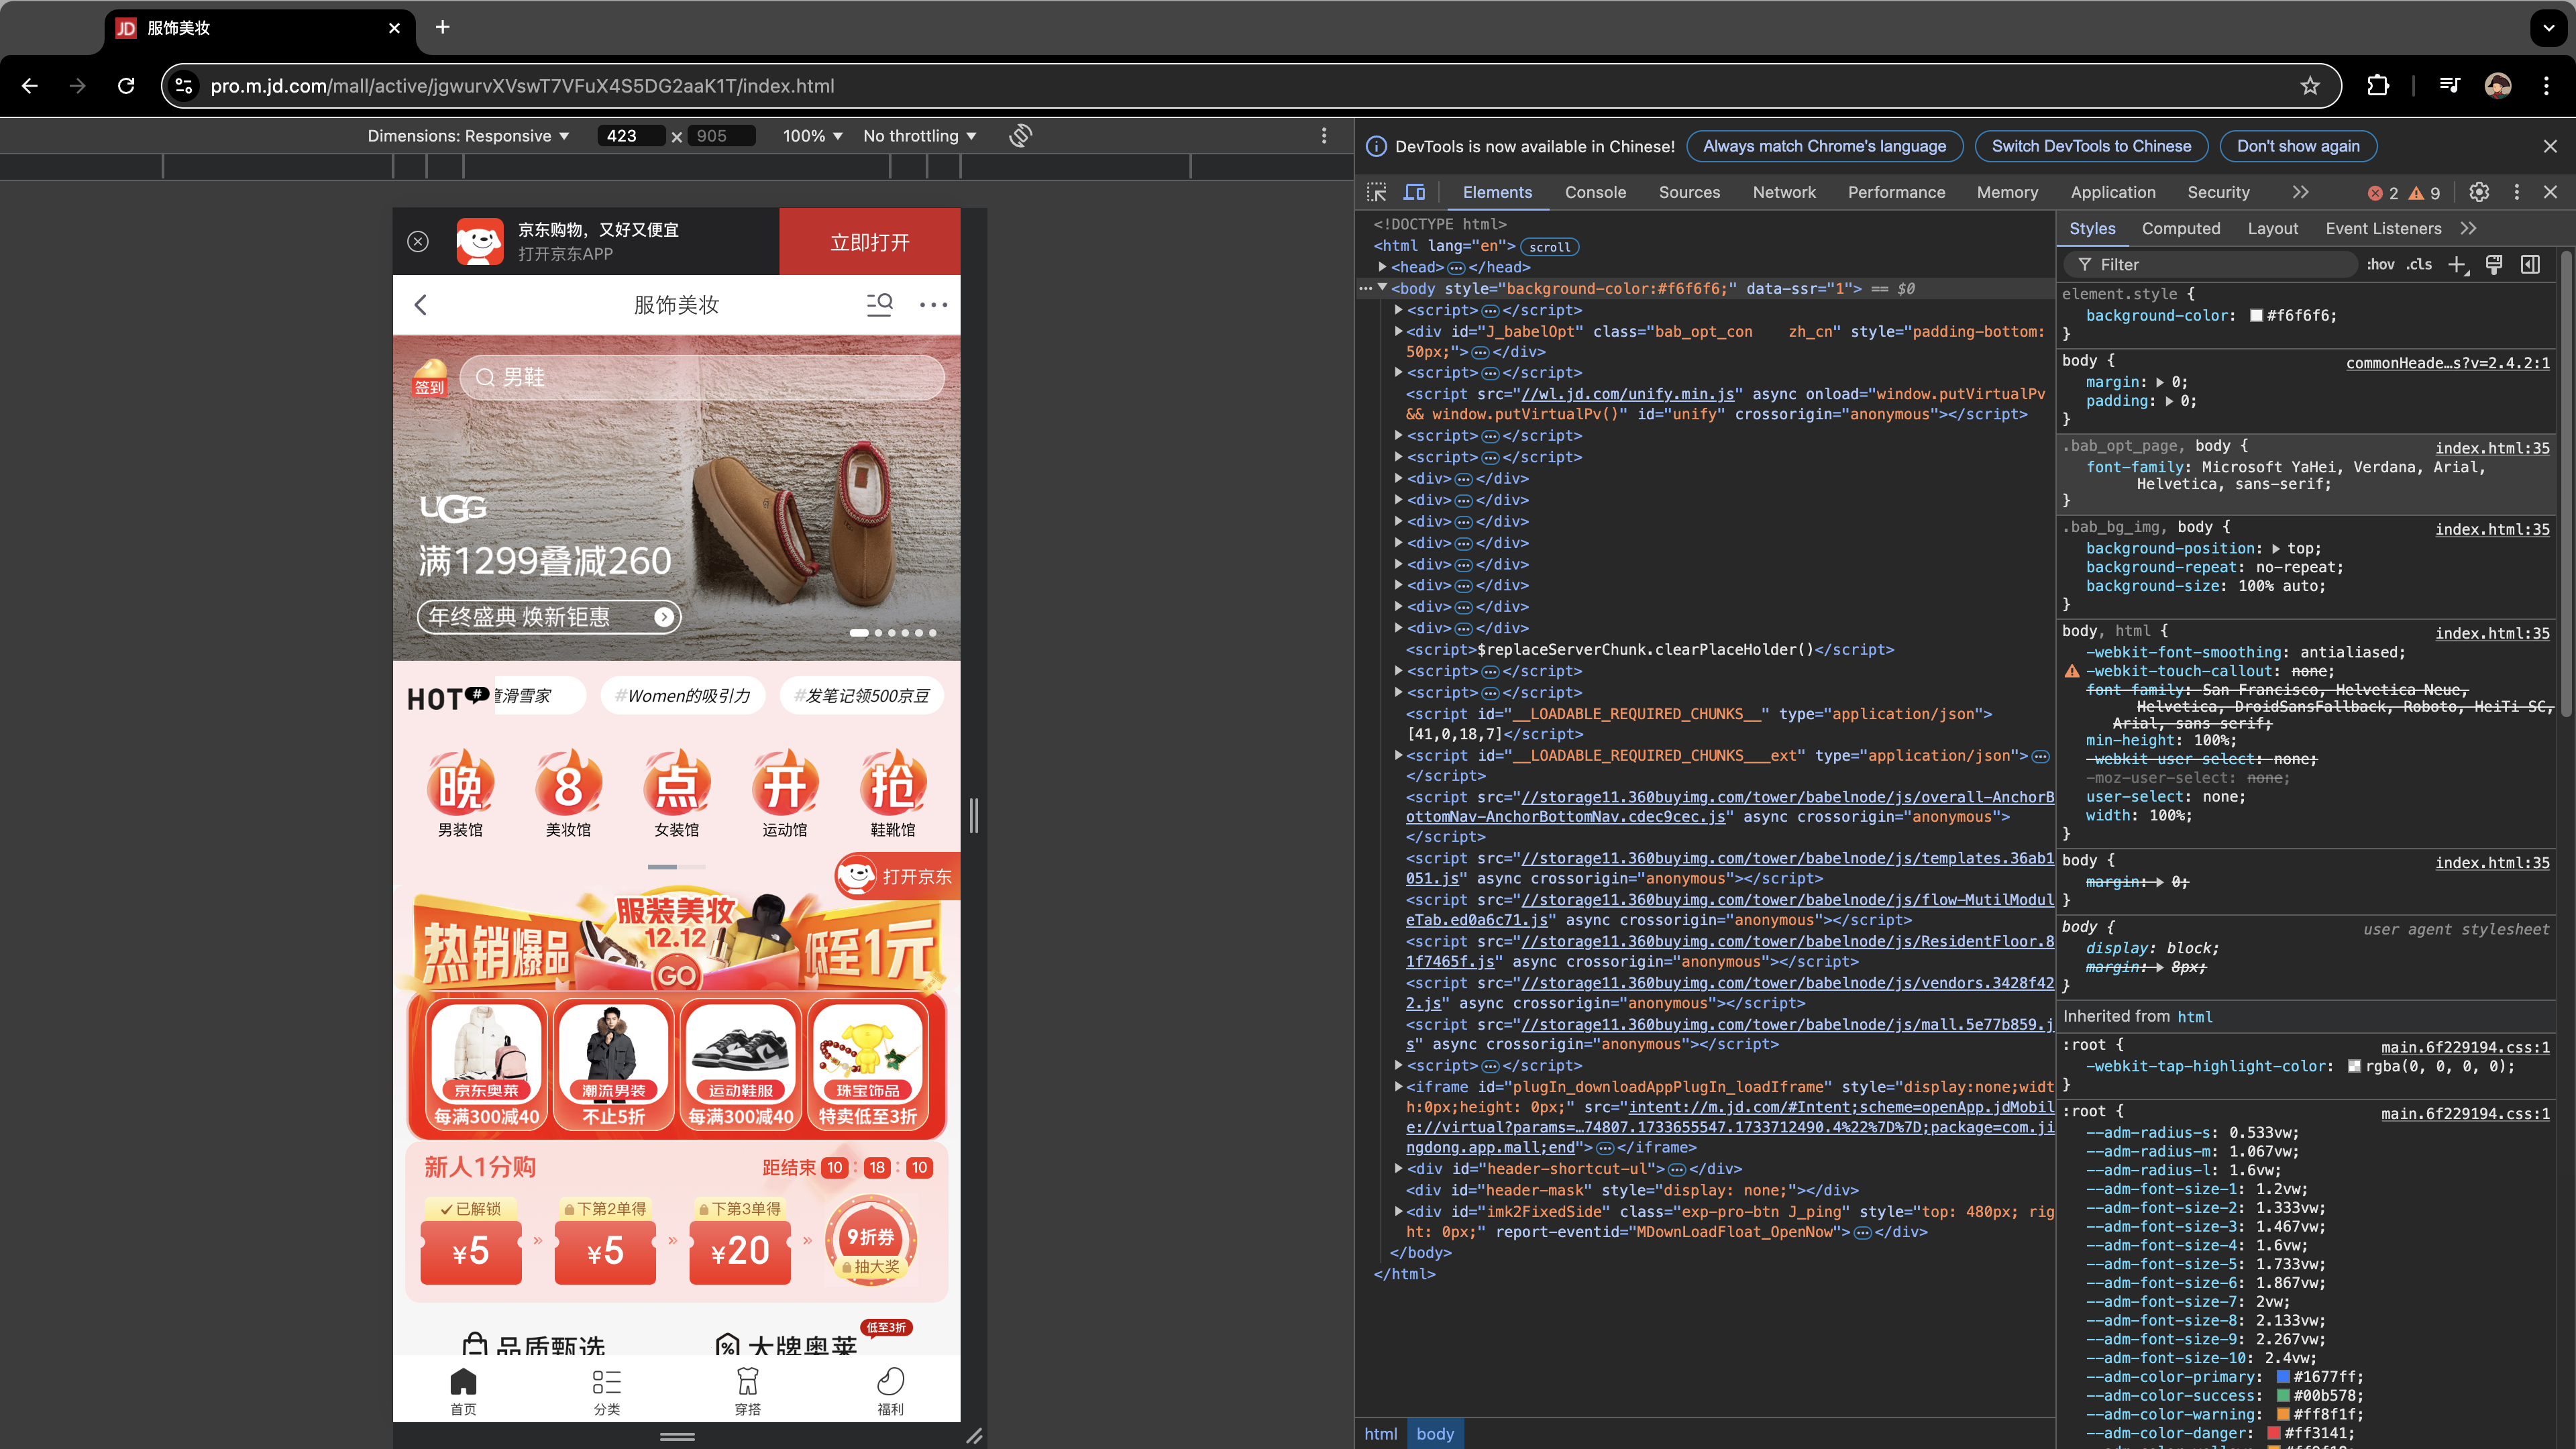 服饰美妆
pro.m.jd.com/mall/active/jgwurvXVswT7VFuX4S5DG2aaK1T/index.html
Dimensions: Responsive
423 × 905
100%
No throttling
京东购物，又好又便宜
打开京东APP
立即打开
服饰美妆
签到
男鞋
UGG
满1299叠减260
年终盛典 焕新钜惠
HOT #
童滑雪家
#Women的吸引力
#发笔记领500京豆
晚 8 点 开 抢
男装馆 美妆馆 女装馆 运动馆 鞋靴馆
打开京东
服装美妆
12.12
热销爆品
低至1元
GO
京东奥莱 潮流男装 运动鞋服 珠宝饰品
每满300减40 不止5折 每满300减40 特卖低至3折
新人1分购
距结束 10 : 18 : 10
已解锁 下第2单得 下第3单得
¥5 ¥5 ¥20 9折券
抽大奖
低至3折
品质甄选 大牌奥莱
首页 分类 穿搭 福利
DevTools is now available in Chinese!
Always match Chrome's language
Switch DevTools to Chinese
Don't show again
Elements Console Sources Network Performance Memory Application Security
2 9
<!DOCTYPE html>
<html lang="en"> scroll
<head> </head>
<body style="background-color:#f6f6f6;" data-ssr="1"> == $0
<script> </script>
<div id="J_babelOpt" class="bab_opt_con    zh_cn" style="padding-bottom:
50px;"> </div>
<script> </script>
<script src="//wl.jd.com/unify.min.js" async onload="window.putVirtualPv
&& window.putVirtualPv()" id="unify" crossorigin="anonymous"></script>
<script> </script>
<script> </script>
<div> </div>
<div> </div>
<div> </div>
<div> </div>
<div> </div>
<div> </div>
<div> </div>
<div> </div>
<script>$replaceServerChunk.clearPlaceHolder()</script>
<script> </script>
<script> </script>
<script id="__LOADABLE_REQUIRED_CHUNKS__" type="application/json">
[41,0,18,7]</script>
<script id="__LOADABLE_REQUIRED_CHUNKS___ext" type="application/json">
</script>
<script src="//storage11.360buyimg.com/tower/babelnode/js/overall-AnchorB
ottomNav-AnchorBottomNav.cdec9cec.js" async crossorigin="anonymous">
</script>
<script src="//storage11.360buyimg.com/tower/babelnode/js/templates.36ab1
051.js" async crossorigin="anonymous"></script>
<script src="//storage11.360buyimg.com/tower/babelnode/js/flow-MutilModul
eTab.ed0a6c71.js" async crossorigin="anonymous"></script>
<script src="//storage11.360buyimg.com/tower/babelnode/js/ResidentFloor.8
1f7465f.js" async crossorigin="anonymous"></script>
<script src="//storage11.360buyimg.com/tower/babelnode/js/vendors.3428f42
2.js" async crossorigin="anonymous"></script>
<script src="//storage11.360buyimg.com/tower/babelnode/js/mall.5e77b859.j
s" async crossorigin="anonymous"></script>
<script> </script>
<iframe id="plugIn_downloadAppPlugIn_loadIframe" style="display:none;widt
h:0px;height: 0px;" src="intent://m.jd.com/#Intent;scheme=openApp.jdMobil
e://virtual?params=…74807.1733655547.1733712490.4%22%7D%7D;package=com.ji
ngdong.app.mall;end"> </iframe>
<div id="header-shortcut-ul"> </div>
<div id="header-mask" style="display: none;"></div>
<div id="imk2FixedSide" class="exp-pro-btn J_ping" style="top: 480px; rig
ht: 0px;" report-eventid="MDownLoadFloat_OpenNow"> </div>
</body>
</html>
html body
Styles Computed Layout Event Listeners
Filter
:hov .cls
element.style {
background-color: #f6f6f6;
}
body { commonHeade…s?v=2.4.2:1
margin: 0;
padding: 0;
}
.bab_opt_page, body { index.html:35
font-family: Microsoft YaHei, Verdana, Arial,
Helvetica, sans-serif;
}
.bab_bg_img, body { index.html:35
background-position: top;
background-repeat: no-repeat;
background-size: 100% auto;
}
body, html { index.html:35
-webkit-font-smoothing: antialiased;
-webkit-touch-callout: none;
font-family: San Francisco, Helvetica Neue,
Helvetica, DroidSansFallback, Roboto, HeiTi SC,
Arial, sans-serif;
min-height: 100%;
-webkit-user-select: none;
-moz-user-select: none;
user-select: none;
width: 100%;
}
body { index.html:35
margin: 0;
}
body { user agent stylesheet
display: block;
margin: 8px;
}
Inherited from html
:root { main.6f229194.css:1
-webkit-tap-highlight-color: rgba(0, 0, 0, 0);
}
:root { main.6f229194.css:1
--adm-radius-s: 0.533vw;
--adm-radius-m: 1.067vw;
--adm-radius-l: 1.6vw;
--adm-font-size-1: 1.2vw;
--adm-font-size-2: 1.333vw;
--adm-font-size-3: 1.467vw;
--adm-font-size-4: 1.6vw;
--adm-font-size-5: 1.733vw;
--adm-font-size-6: 1.867vw;
--adm-font-size-7: 2vw;
--adm-font-size-8: 2.133vw;
--adm-font-size-9: 2.267vw;
--adm-font-size-10: 2.4vw;
--adm-color-primary: #1677ff;
--adm-color-success: #00b578;
--adm-color-warning: #ff8f1f;
--adm-color-danger: #ff3141;